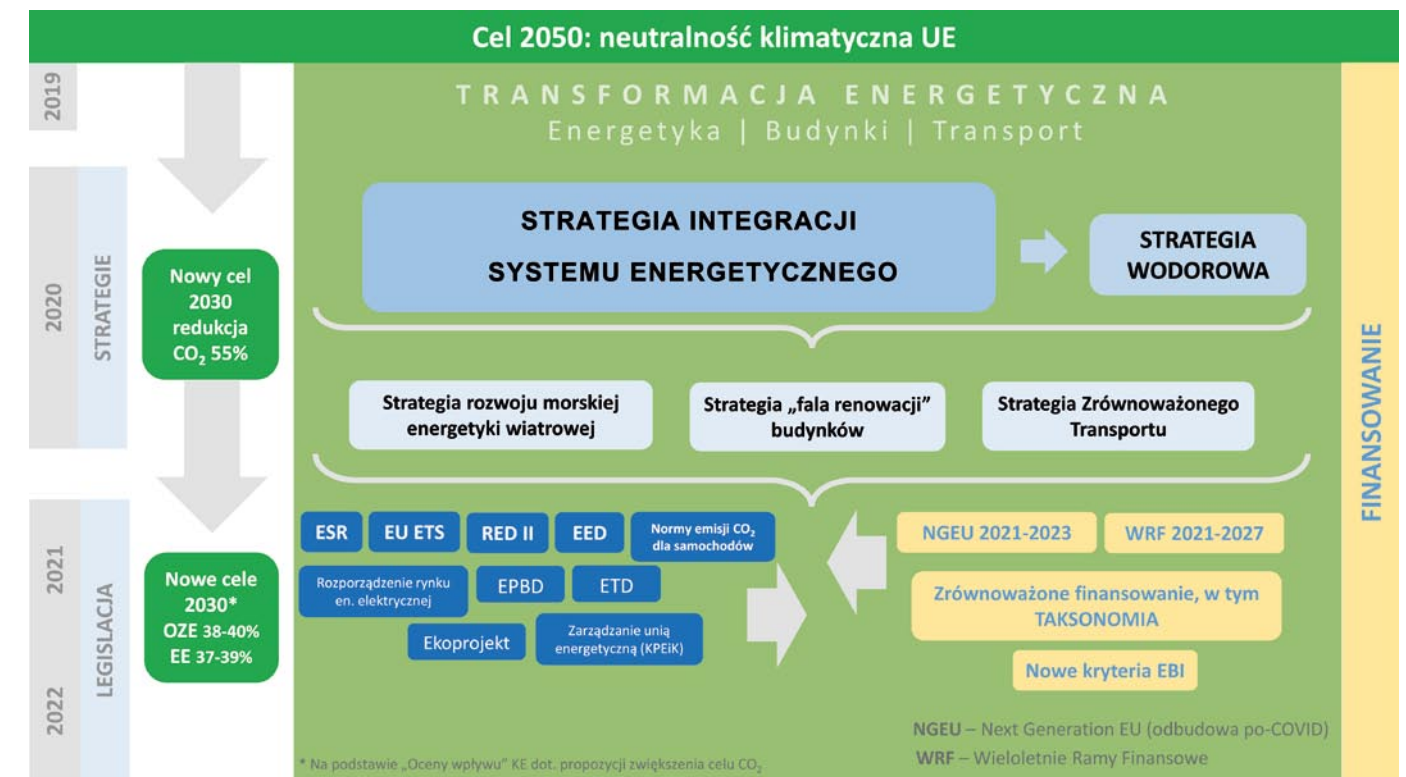 Cel 2050: neutralność klimatyczna UE
2019
TRANSFORMACJA ENERGETYCZNA
Energetyka | Budynki | Transport
2020
STRATEGIE
Nowy cel
2030
redukcja
CO₂ 55%
STRATEGIA INTEGRACJI
SYSTEMU ENERGETYCZNEGO
STRATEGIA
WODOROWA
Strategia rozwoju morskiej
energetyki wiatrowej
Strategia „fala renowacji”
budynków
Strategia Zrównoważonego
Transportu
FINANSOWANIE
2021
2022
LEGISLACJA
Nowe cele
2030*
OZE 38-40%
EE 37-39%
ESR
EU ETS
RED II
EED
Normy emisji CO₂
dla samochodów
Rozporządzenie rynku
en. elektrycznej
EPBD
ETD
Ekoprojekt
Zarządzanie unią
energetyczną (KPEiK)
NGEU 2021-2023
WRF 2021-2027
Zrównoważone finansowanie, w tym
TAKSONOMIA
Nowe kryteria EBI
NGEU – Next Generation EU (odbudowa po-COVID)
WRF – Wieloletnie Ramy Finansowe
* Na podstawie „Oceny wpływu” KE dot. propozycji zwiększenia celu CO₂